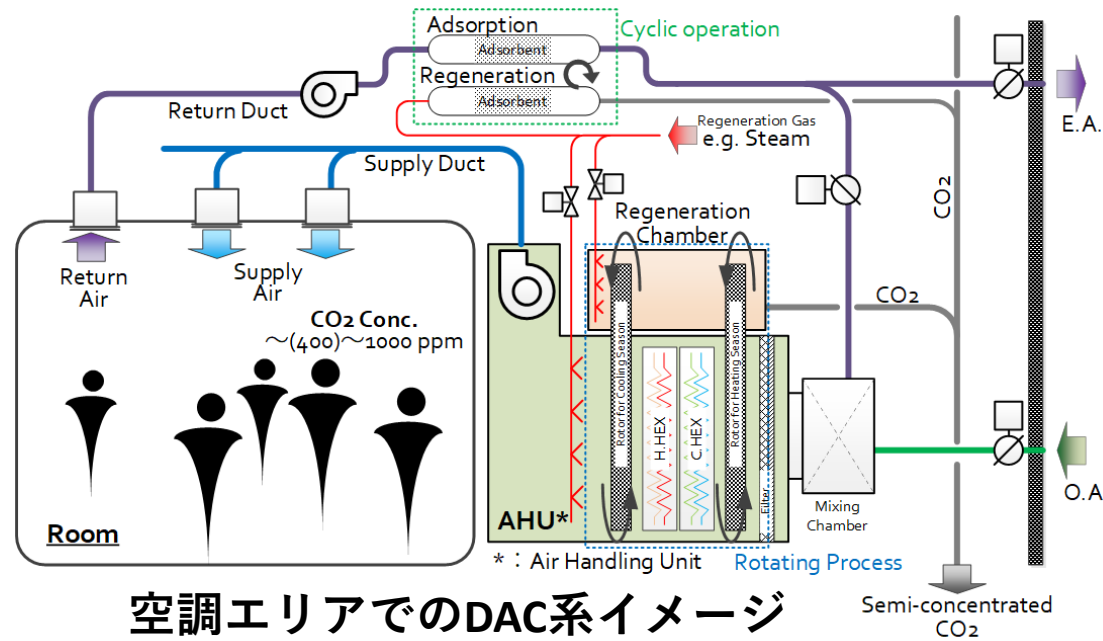 Adsorption
Cyclic operation
Adsorbent
Regeneration
Adsorbent
Return Duct
Regeneration Gas
e.g. Steam
E.A.
Supply Duct
CO2
Regeneration
Chamber
Return
Air
Supply
Air
CO2
CO2 Conc.
～(400)～1000 ppm
Rotor for Cooling Season
H.HEX
C.HEX
Rotor for Heating Season
Filter
O.A
Mixing
Chamber
AHU*
Room
*：Air Handling Unit
Rotating Process
Semi-concentrated
CO2
空調エリアでのDAC系イメージ